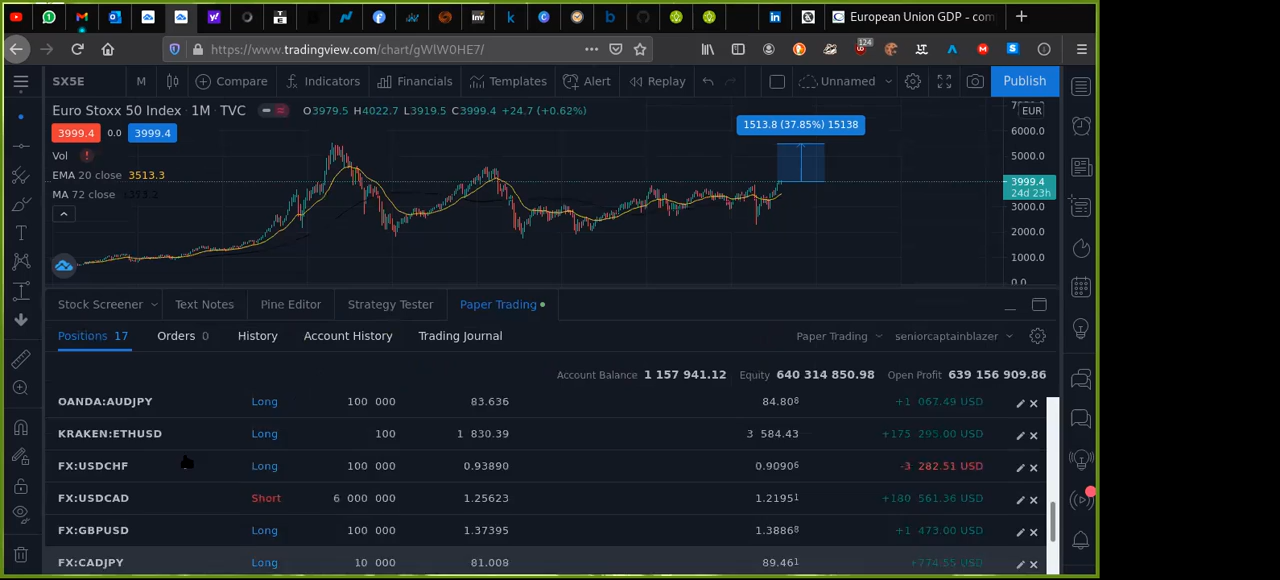 European Union GDP - com
https://www.tradingview.com/chart/gWIW0HE7/
124
SX5E M Compare Indicators Financials Templates Alert Replay Unnamed Publish
Euro Stoxx 50 Index · 1M · TVC O3979.5 H4022.7 L3919.5 C3999.4 +24.7 (+0.62%)
EUR
3999.4 0.0 3999.4
1513.8 (37.85%) 15138
Vol
EMA 20 close 3513.3
MA 72 close
6000.0
5000.0
3999.4
24d 23h
3000.0
2000.0
1000.0
0.0
Stock Screener Text Notes Pine Editor Strategy Tester Paper Trading
Positions 17 Orders 0 History Account History Trading Journal Paper Trading seniorcaptainblazer
Account Balance 1 157 941.12 Equity 640 314 850.98 Open Profit 639 156 909.86
OANDA:AUDJPY Long 100 000 83.636 84.80⁸ +1 067.49 USD
KRAKEN:ETHUSD Long 100 1 830.39 3 584.43 +175 295.00 USD
FX:USDCHF Long 100 000 0.93890 0.9090⁶ -3 282.51 USD
FX:USDCAD Short 6 000 000 1.25623 1.2195¹ +180 561.36 USD
FX:GBPUSD Long 100 000 1.37395 1.3886⁸ +1 473.00 USD
FX:CADJPY Long 10 000 81.008 89.46¹ +774.55 USD